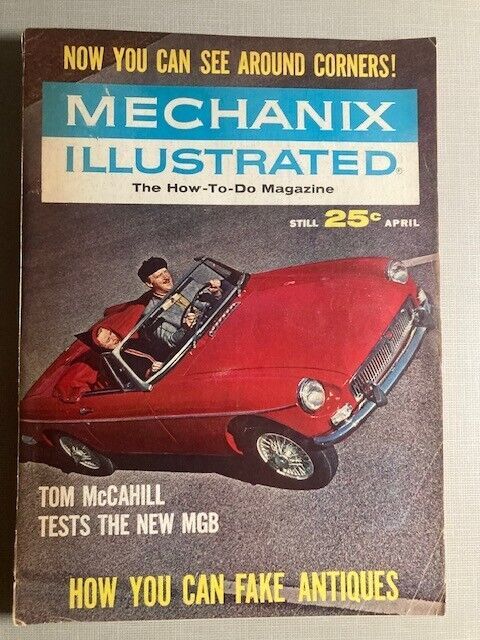 NOW YOU CAN SEE AROUND CORNERS!
MECHANIX
ILLUSTRATED®
The How-To-Do Magazine
STILL 25¢ APRIL
TOM McCAHILL
TESTS THE NEW MGB
HOW YOU CAN FAKE ANTIQUES